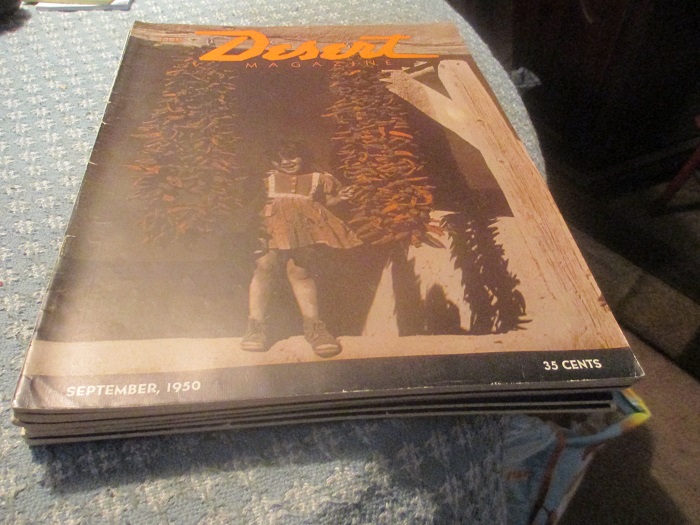 Desert
MAGAZINE
SEPTEMBER, 1950
35 CENTS